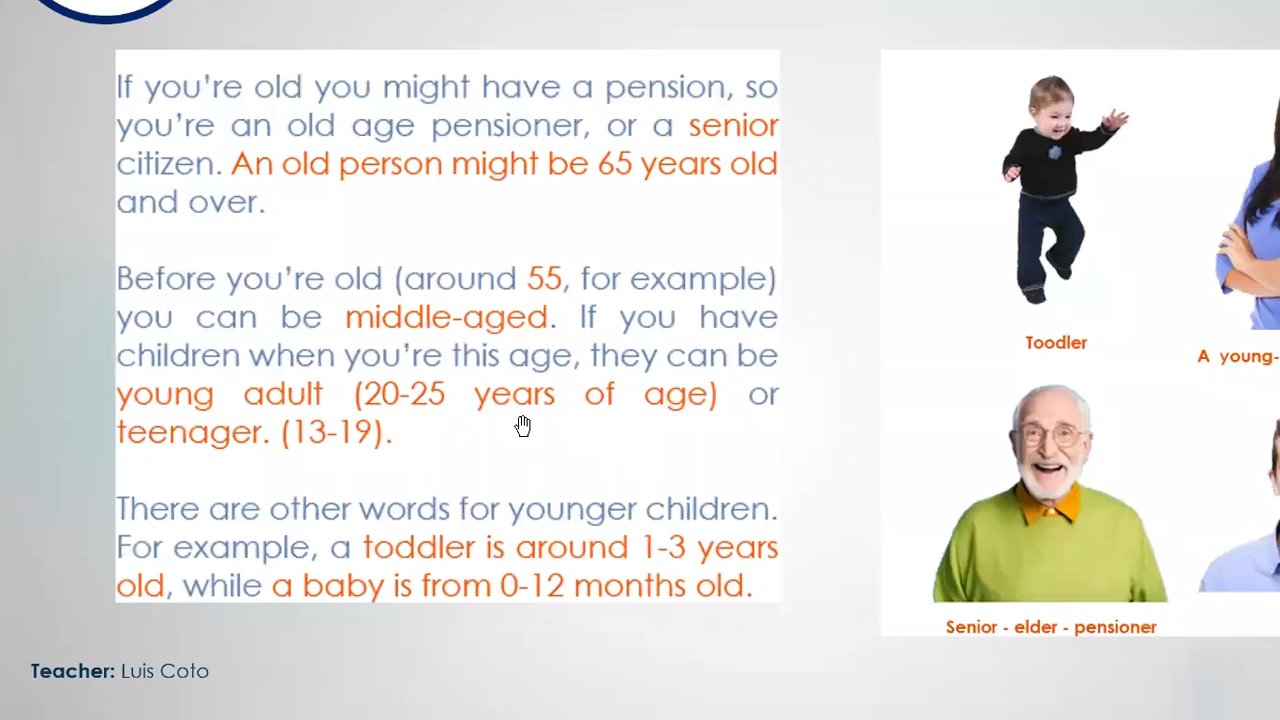 If you're old you might have a pension, so
you're an old age pensioner, or a senior
citizen. An old person might be 65 years old
and over.
Before you're old (around 55, for example)
you can be middle-aged. If you have
children when you're this age, they can be
young adult (20-25 years of age) or
teenager. (13-19).
There are other words for younger children.
For example, a toddler is around 1-3 years
old, while a baby is from 0-12 months old.
Toodler
A young-
Senior - elder - pensioner
Teacher: Luis Coto